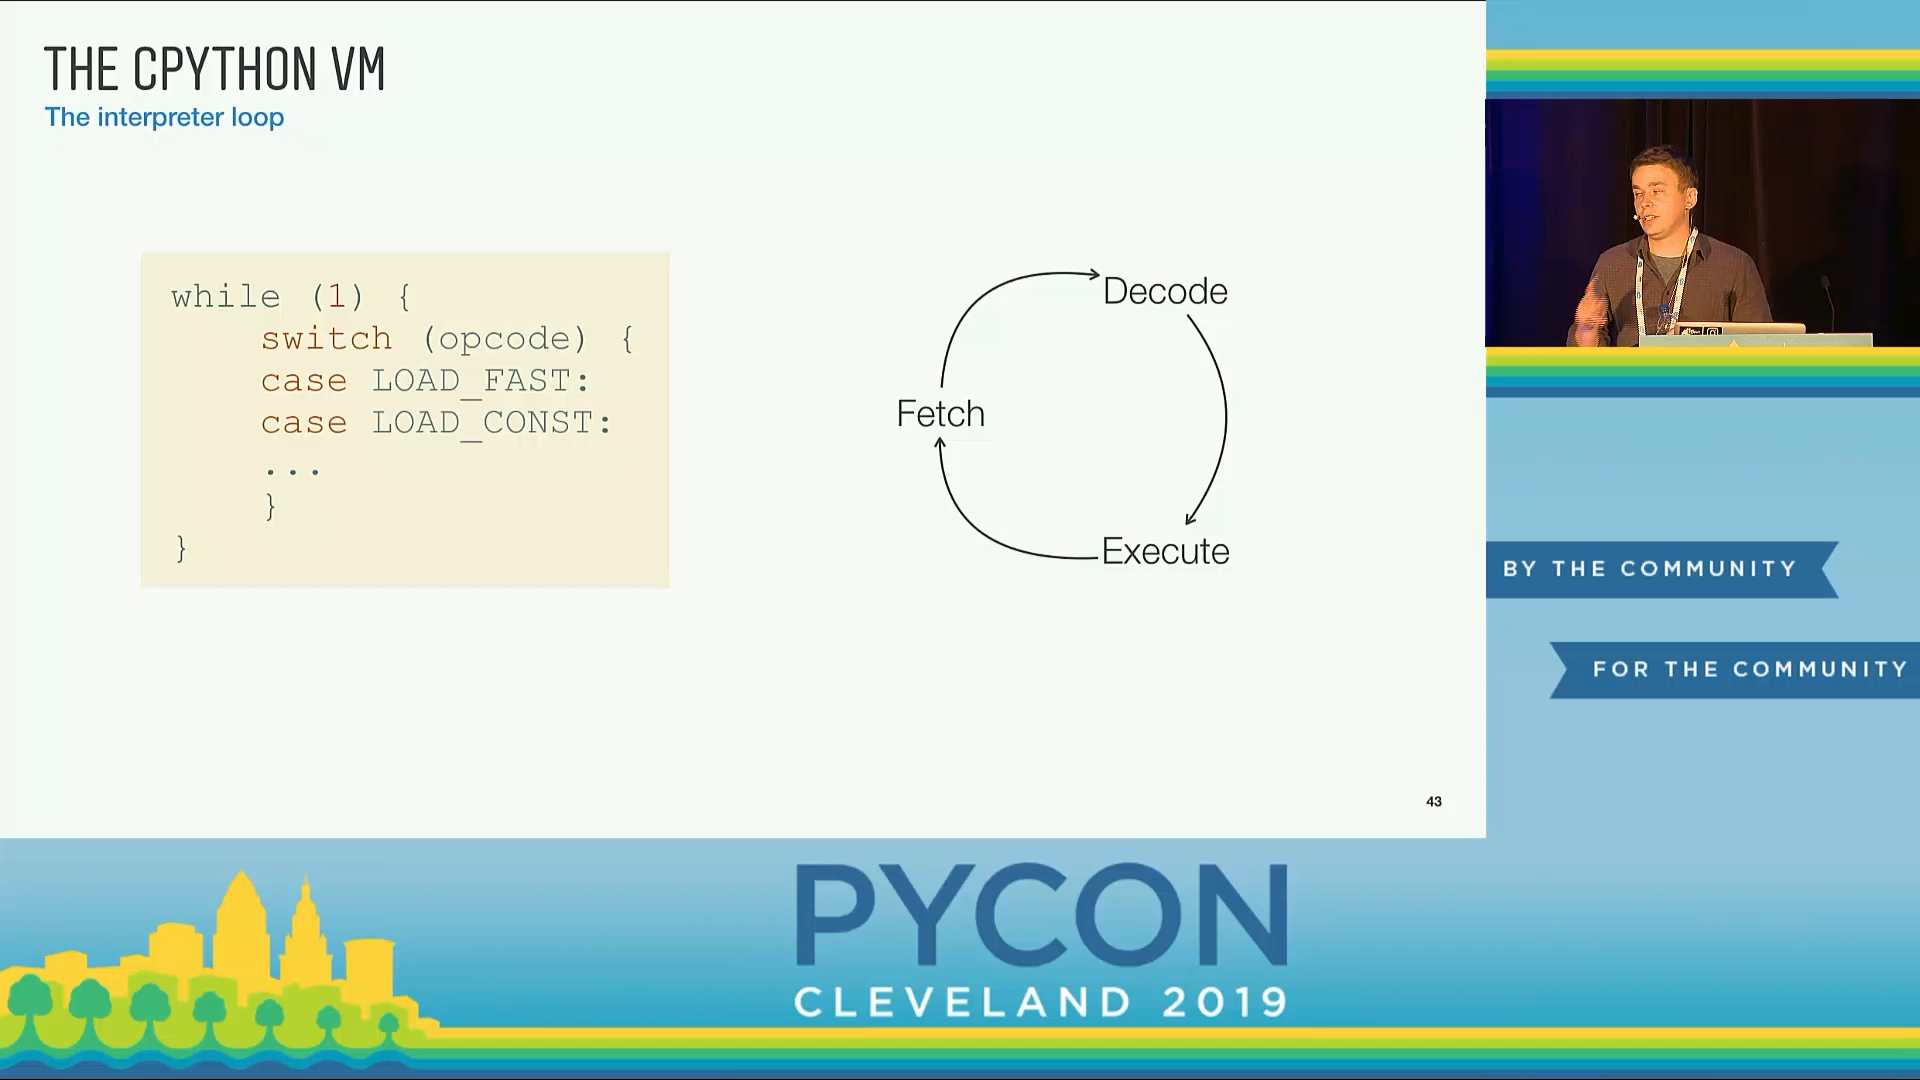 THE CPYTHON VM
The interpreter loop
while (1) {
switch (opcode) {
case LOAD_FAST:
case LOAD_CONST:
...
}
}
Decode
Fetch
Execute
43
BY THE COMMUNITY
FOR THE COMMUNITY
PYCON
CLEVELAND 2019